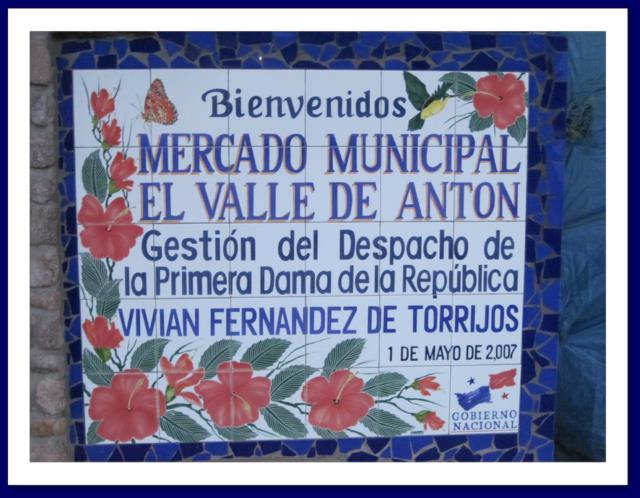 Bienvenidos
MERCADO MUNICIPAL
EL VALLE DE ANTON
Gestión del Despacho de
la Primera Dama de la República
VIVIAN FERNANDEZ DE TORRIJOS
1 DE MAYO DE 2,007
GOBIERNO
NACIONAL